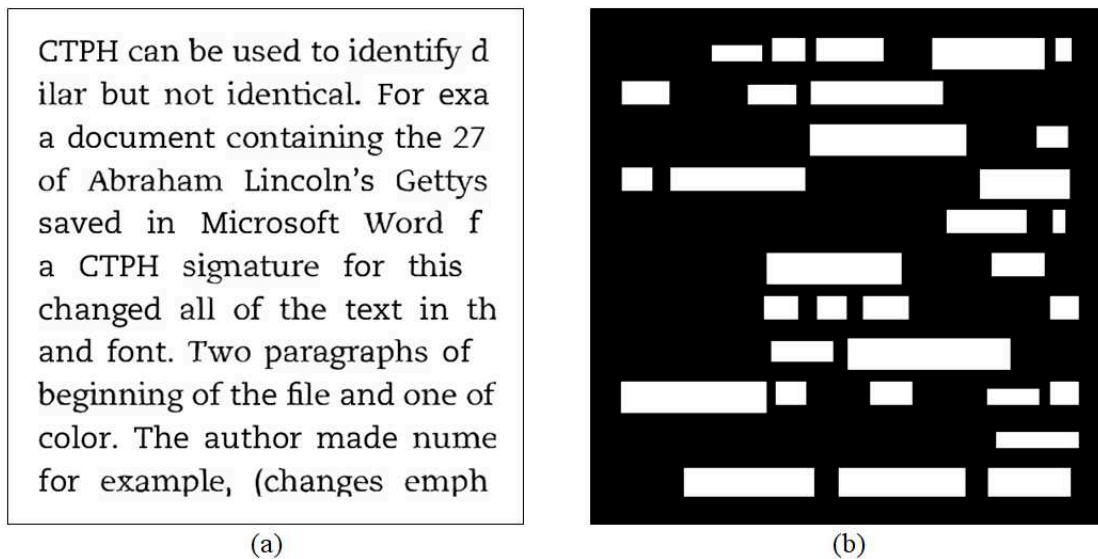 CTPH can be used to identify d
ilar but not identical. For exa
a document containing the 27
of Abraham Lincoln's Gettys
saved in Microsoft Word f
a CTPH signature for this
changed all of the text in th
and font. Two paragraphs of
beginning of the file and one of
color. The author made nume
for example, (changes emph
(a)
(b)